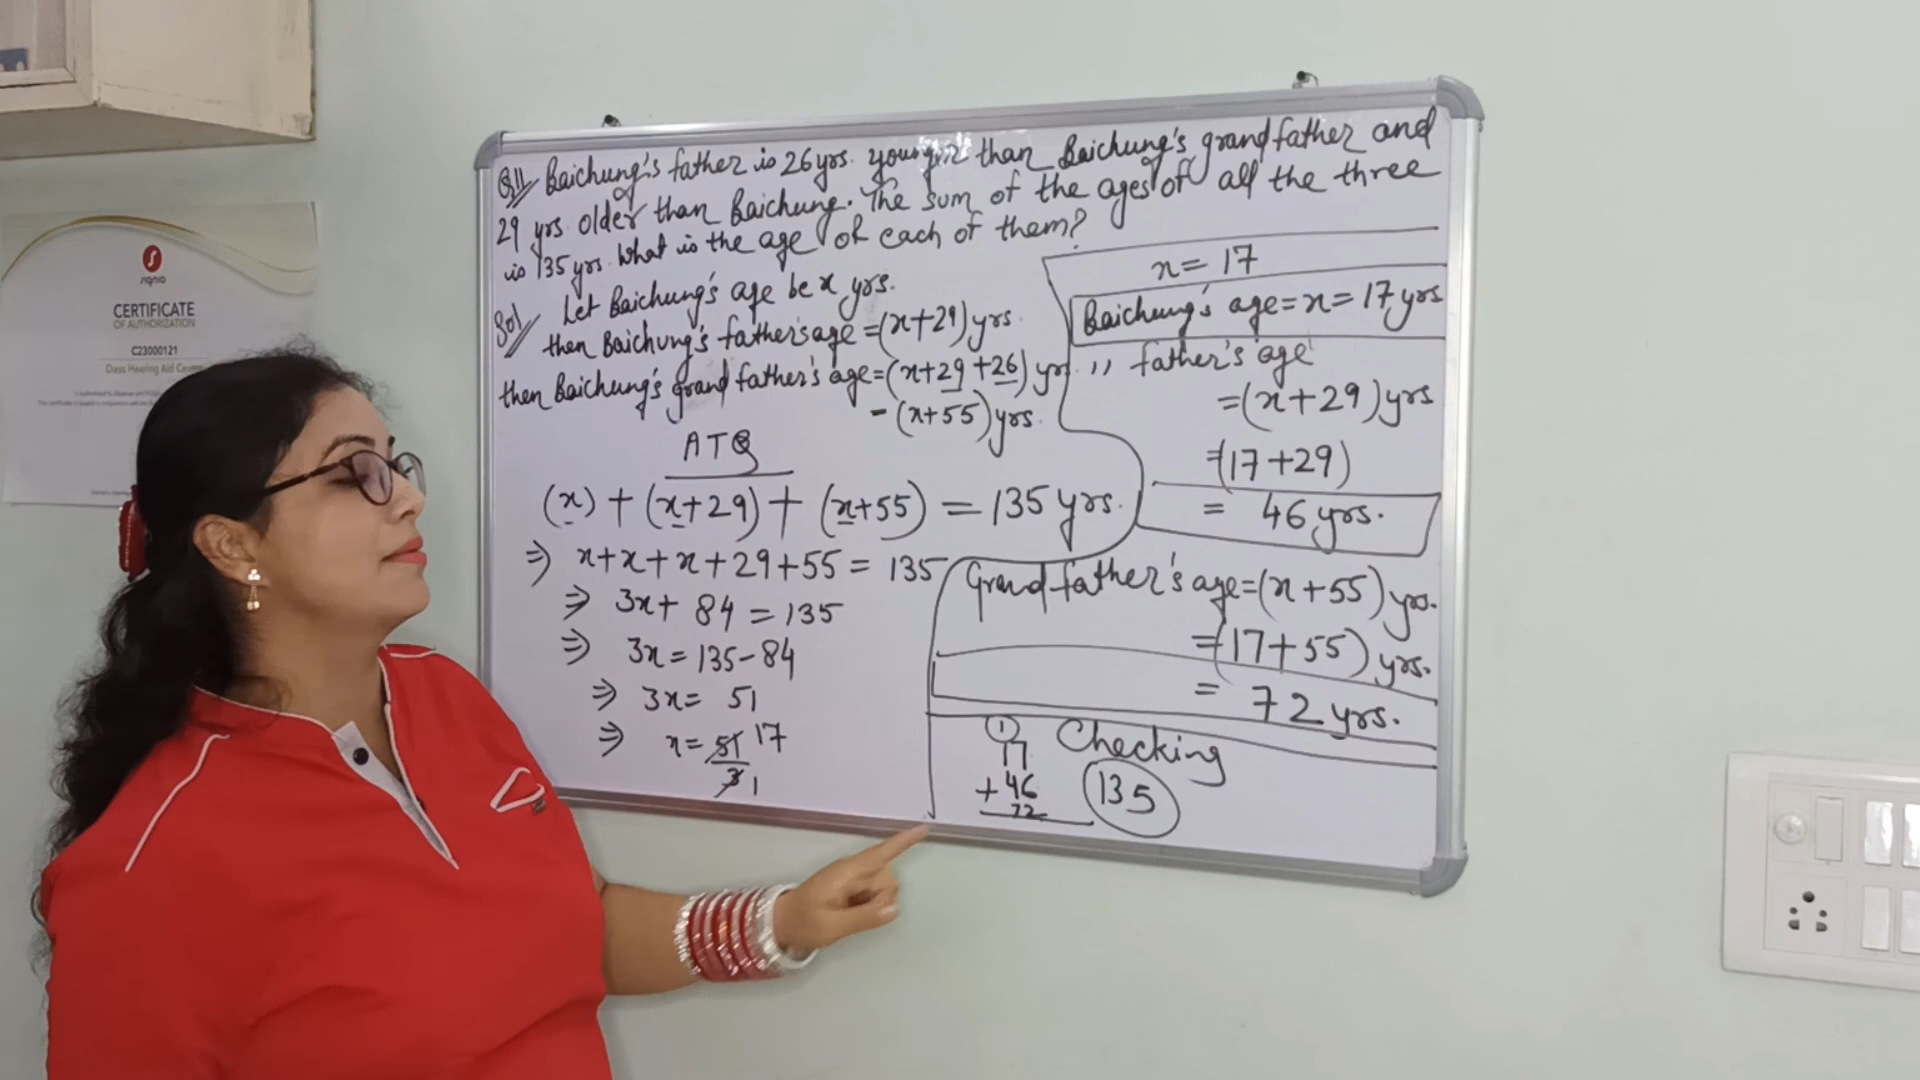 Q11 Baichung's father is 26 yrs. younger than Baichung's grandfather and
29 yrs. older than Baichung. The sum of the ages of all the three
is 135 yrs. What is the age of each of them?
Sol Let Baichung's age be x yrs.
then Baichung's father's age = (x+29) yrs.
then Baichung's grand father's age = (x+29+26) yrs.
- (x+55) yrs.
ATQ
(x) + (x+29) + (x+55) = 135 yrs.
⇒ x+x+x+29+55 = 135
⇒ 3x+ 84 = 135
⇒ 3x = 135-84
⇒ 3x = 51
⇒ x = 51 17
3 1
x = 17
Baichung's age = x = 17 yrs
,, father's age
= (x+29) yrs
= (17+29)
= 46 yrs.
Grand father's age = (x+55) yrs.
= (17+55) yrs.
= 72 yrs.
1 Checking
17
+46
72
135
signia
CERTIFICATE
OF AUTHORIZATION
C23000121
Dass Hearing Aid